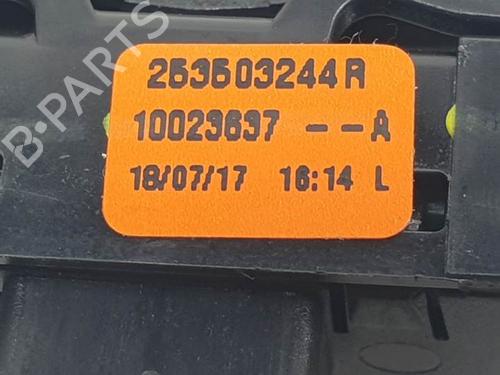 253503244R
10023637 --A
18/07/17 16:14 L
B-PARTS